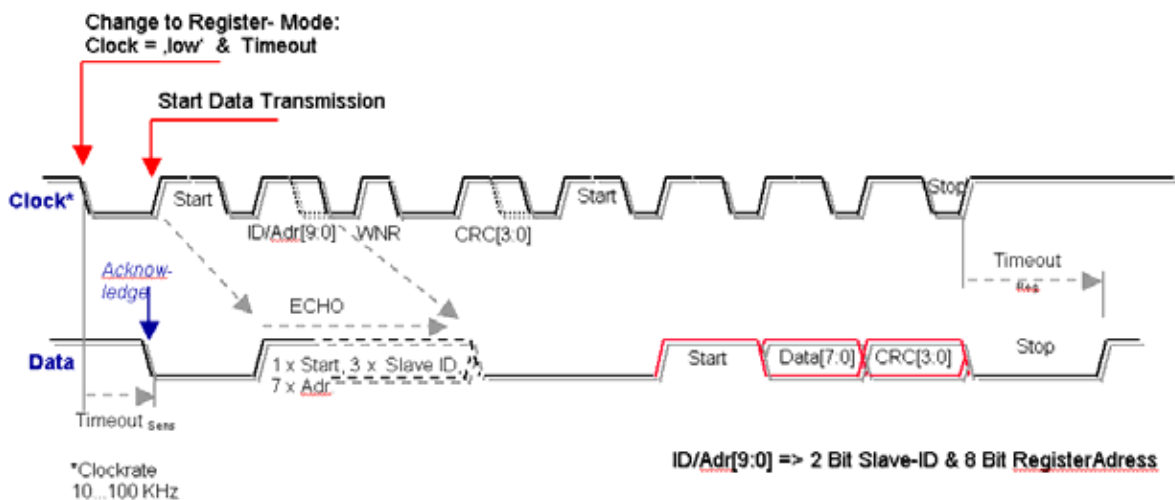 Change to Register- Mode:
Clock = ‚low‘ & Timeout
Start Data Transmission
Clock*
Start
Start
Stop
ID/Adr[9:0]
WNR
CRC[3:0]
Acknow-
ledge
Timeout
Reg
ECHO
Data
1 x Start, 3 x Slave ID,
7 x Adr
Start
Data[7:0]
CRC[3:0]
Stop
Timeout Sens
*Clockrate
10...100 KHz
ID/Adr[9:0] => 2 Bit Slave-ID & 8 Bit RegisterAdress